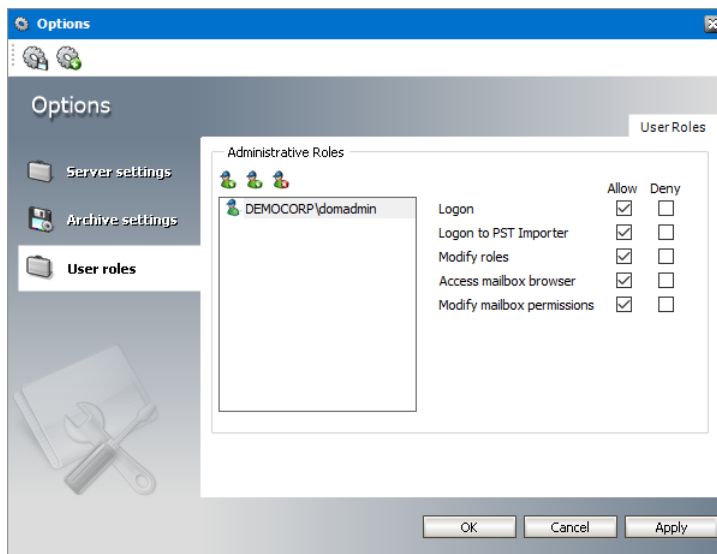 Options
Options
User Roles
Server settings
Archive settings
User roles
Administrative Roles
Allow Deny
DEMOCORP\domadmin
Logon
Logon to PST Importer
Modify roles
Access mailbox browser
Modify mailbox permissions
OK Cancel Apply